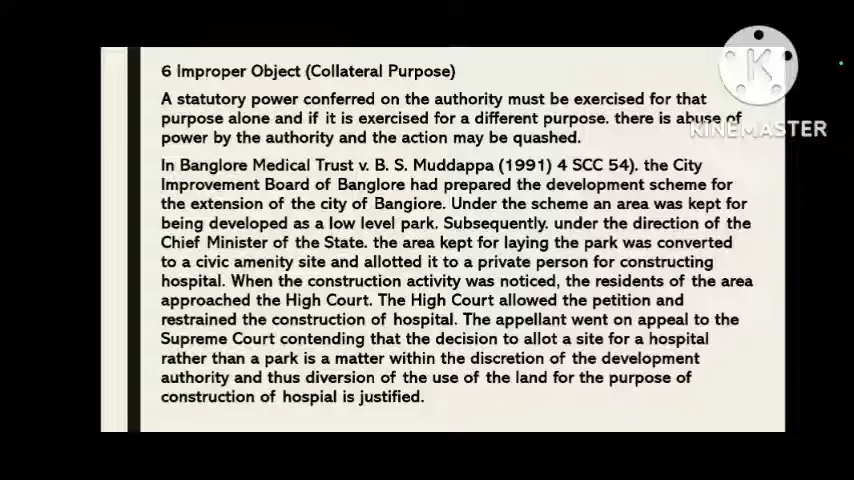 6 Improper Object (Collateral Purpose)
A statutory power conferred on the authority must be exercised for that
purpose alone and if it is exercised for a different purpose. there is abuse of
power by the authority and the action may be quashed.
In Banglore Medical Trust v. B. S. Muddappa (1991) 4 SCC 54). the City
Improvement Board of Banglore had prepared the development scheme for
the extension of the city of Bangiore. Under the scheme an area was kept for
being developed as a low level park. Subsequently. under the direction of the
Chief Minister of the State. the area kept for laying the park was converted
to a civic amenity site and allotted it to a private person for constructing
hospital. When the construction activity was noticed, the residents of the area
approached the High Court. The High Court allowed the petition and
restrained the construction of hospital. The appellant went on appeal to the
Supreme Court contending that the decision to allot a site for a hospital
rather than a park is a matter within the discretion of the development
authority and thus diversion of the use of the land for the purpose of
construction of hospial is justified.
K
KINEMASTER